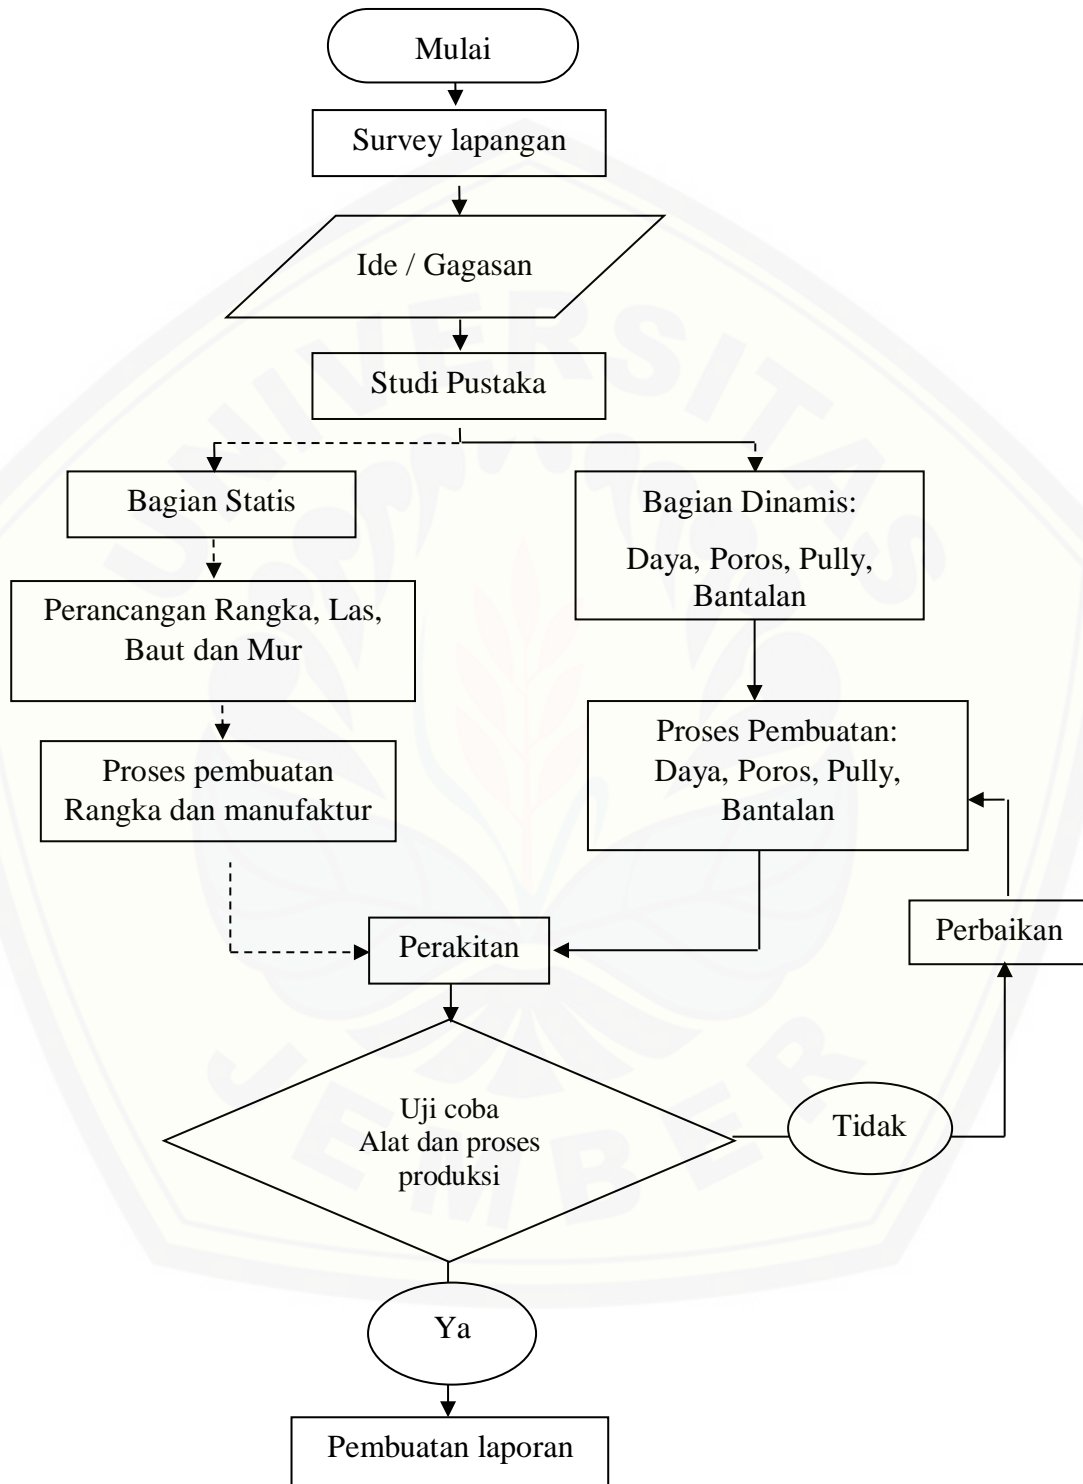 Mulai
Survey lapangan
Ide / Gagasan
Studi Pustaka
Bagian Statis
Bagian Dinamis:
Daya, Poros, Pully,
Bantalan
Perancangan Rangka, Las,
Baut dan Mur
Proses Pembuatan:
Daya, Poros, Pully,
Bantalan
Proses pembuatan
Rangka dan manufaktur
Perakitan
Perbaikan
Uji coba
Alat dan proses
produksi
Tidak
Ya
Pembuatan laporan
UNIVERSITAS
JEMBER